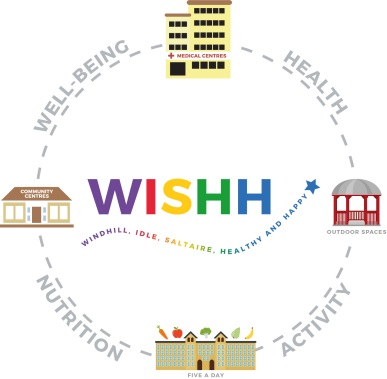 MEDICAL CENTRES
WELL-BEING
HEALTH
COMMUNITY
CENTRES
WISHH
WINDHILL, IDLE, SALTAIRE, HEALTHY AND HAPPY
OUTDOOR SPACES
NUTRITION
ACTIVITY
FIVE A DAY